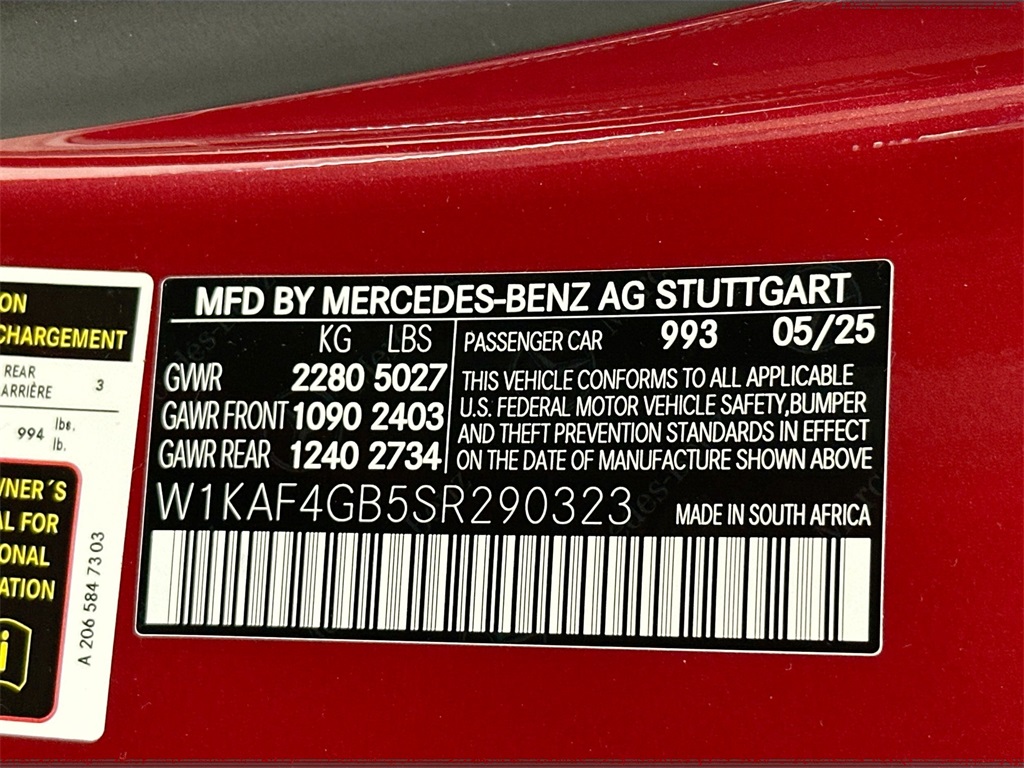 ON
CHARGEMENT
REAR
ARRIÈRE 3
994 lbs.
lb.
WNER´S
AL FOR
ONAL
ATION
i
A 206 584 73 03
MFD BY MERCEDES-BENZ AG STUTTGART
KG LBS
GVWR 2280 5027
GAWR FRONT 1090 2403
GAWR REAR 1240 2734
PASSENGER CAR 993 05/25
THIS VEHICLE CONFORMS TO ALL APPLICABLE
U.S. FEDERAL MOTOR VEHICLE SAFETY,BUMPER
AND THEFT PREVENTION STANDARDS IN EFFECT
ON THE DATE OF MANUFACTURE SHOWN ABOVE
W1KAF4GB5SR290323 MADE IN SOUTH AFRICA